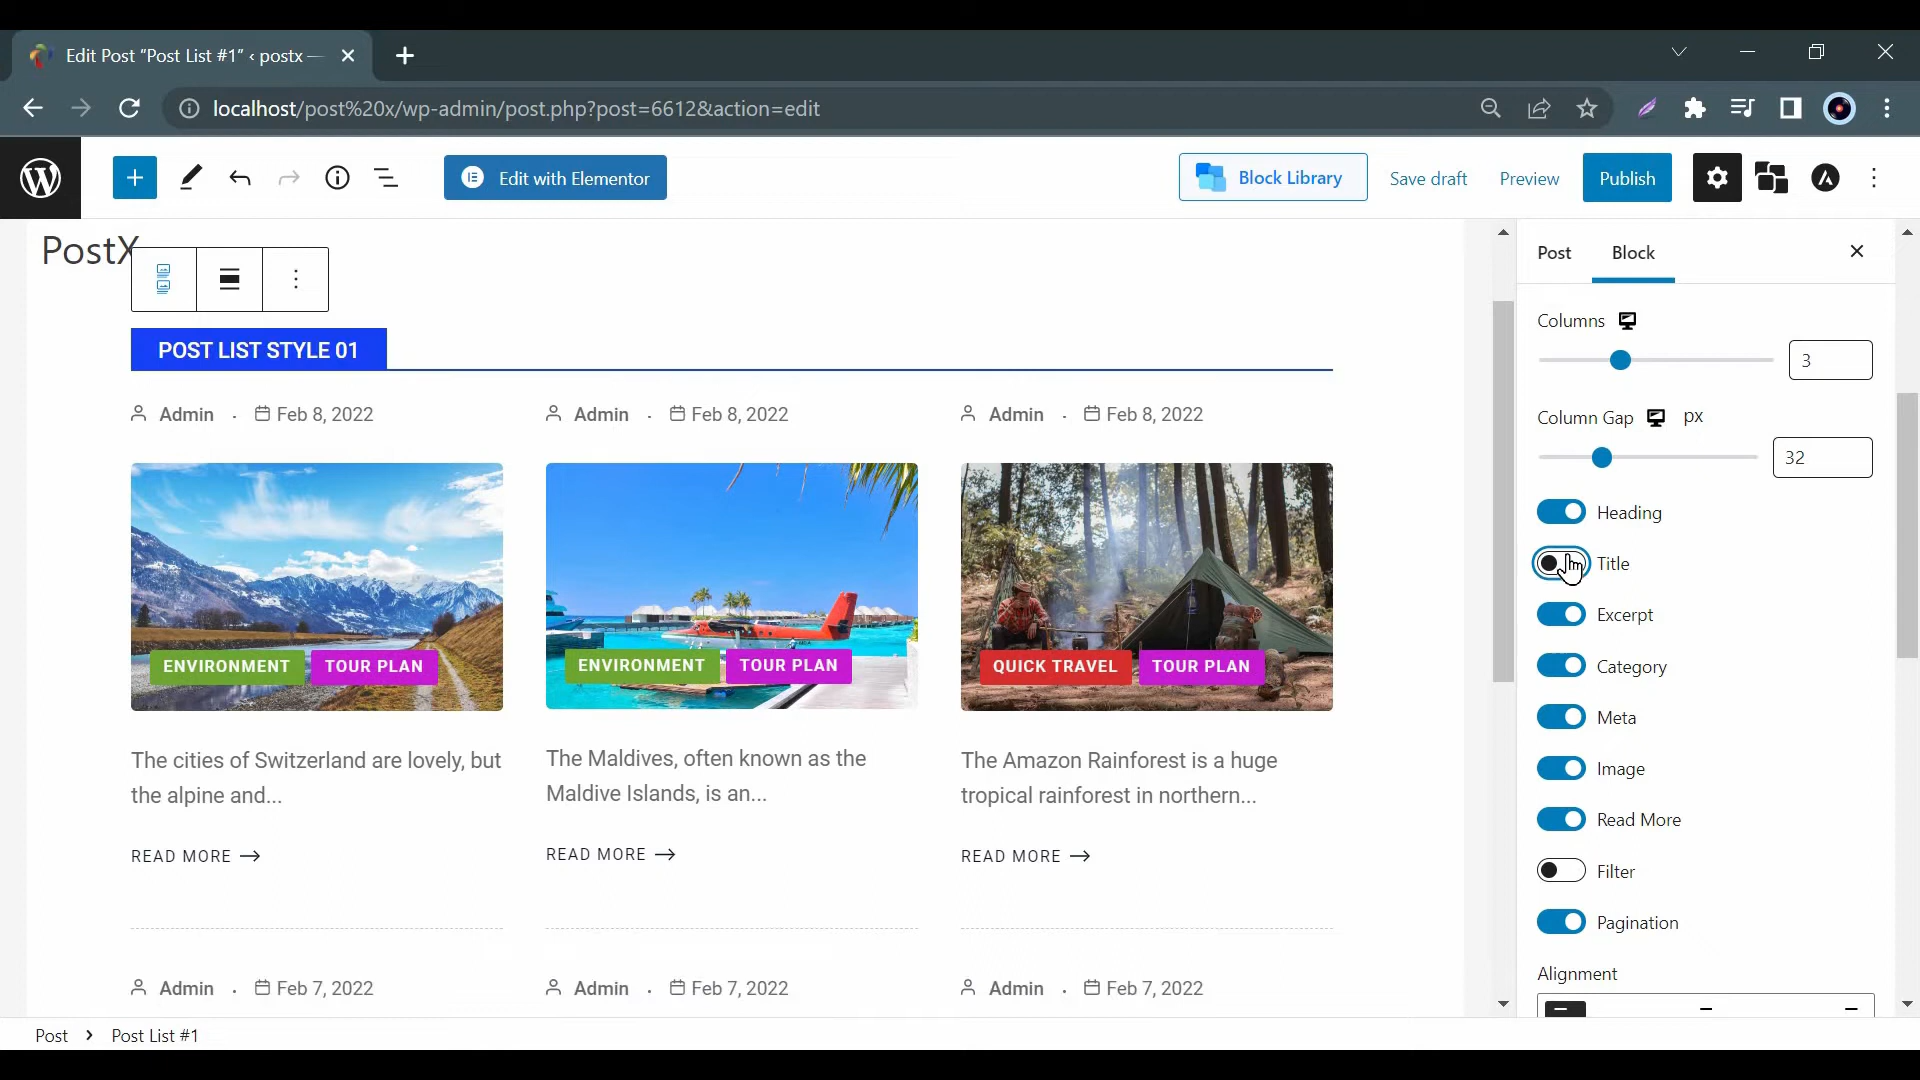 Edit Post “Post List #1” ‹ postx —
localhost/post%20x/wp-admin/post.php?post=6612&action=edit
Edit with Elementor
Block Library
Save draft
Preview
Publish
PostX
POST LIST STYLE 01
Admin . Feb 8, 2022
Admin . Feb 8, 2022
Admin . Feb 8, 2022
ENVIRONMENT TOUR PLAN
ENVIRONMENT TOUR PLAN
QUICK TRAVEL TOUR PLAN
The cities of Switzerland are lovely, but
the alpine and...
The Maldives, often known as the
Maldive Islands, is an...
The Amazon Rainforest is a huge
tropical rainforest in northern...
READ MORE →
READ MORE →
READ MORE →
Admin . Feb 7, 2022
Admin . Feb 7, 2022
Admin . Feb 7, 2022
Post Block
Columns
3
Column Gap px
32
Heading
Title
Excerpt
Category
Meta
Image
Read More
Filter
Pagination
Alignment
Post › Post List #1